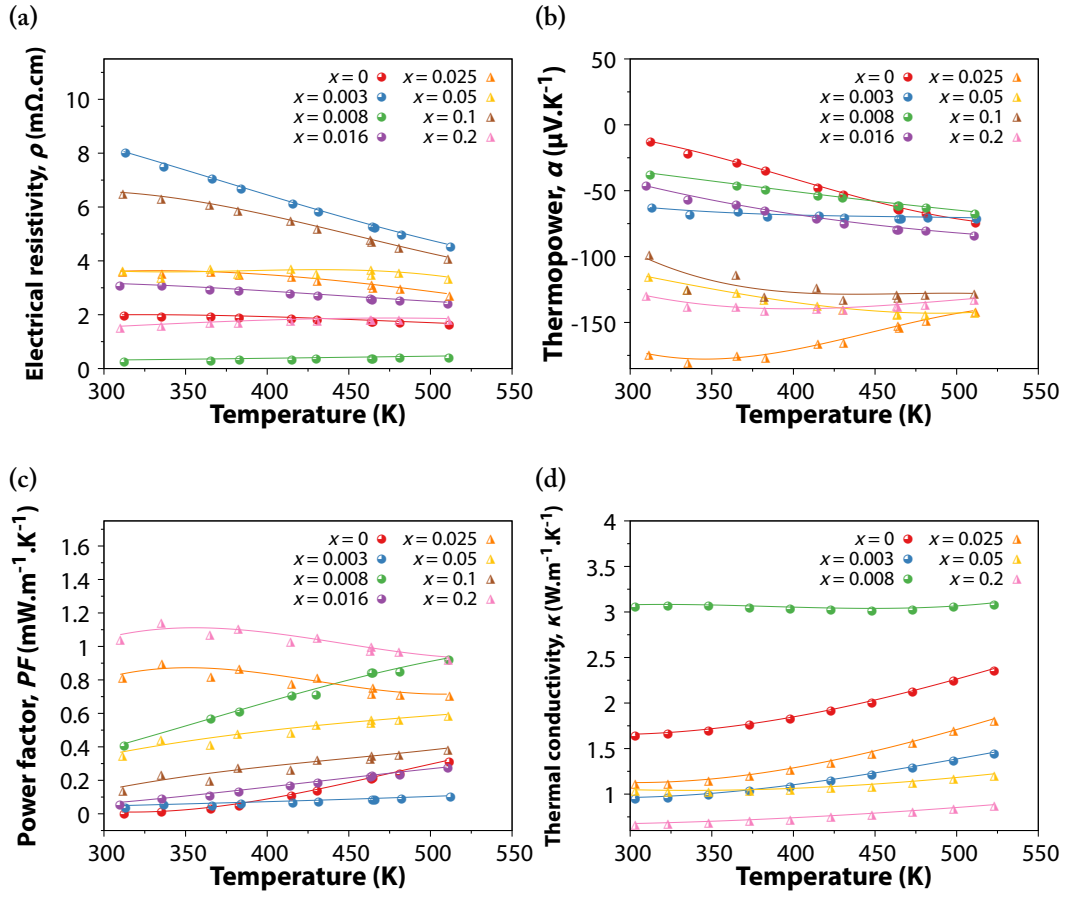 (a)
Electrical resistivity, ρ (mΩ.cm)
10
8
6
4
2
0
300 350 400 450 500 550
Temperature (K)
x = 0 x = 0.025
x = 0.003 x = 0.05
x = 0.008 x = 0.1
x = 0.016 x = 0.2
(b)
Thermopower, α (µV.K⁻¹)
50
0
-50
-100
-150
300 350 400 450 500 550
Temperature (K)
x = 0 x = 0.025
x = 0.003 x = 0.05
x = 0.008 x = 0.1
x = 0.016 x = 0.2
(c)
Power factor, PF (mW.m⁻¹.K⁻¹)
1.6
1.4
1.2
1
0.8
0.6
0.4
0.2
0
300 350 400 450 500 550
Temperature (K)
x = 0 x = 0.025
x = 0.003 x = 0.05
x = 0.008 x = 0.1
x = 0.016 x = 0.2
(d)
Thermal conductivity, κ (W.m⁻¹.K⁻¹)
4
3.5
3
2.5
2
1.5
1
300 350 400 450 500 550
Temperature (K)
x = 0 x = 0.025
x = 0.003 x = 0.05
x = 0.008 x = 0.2